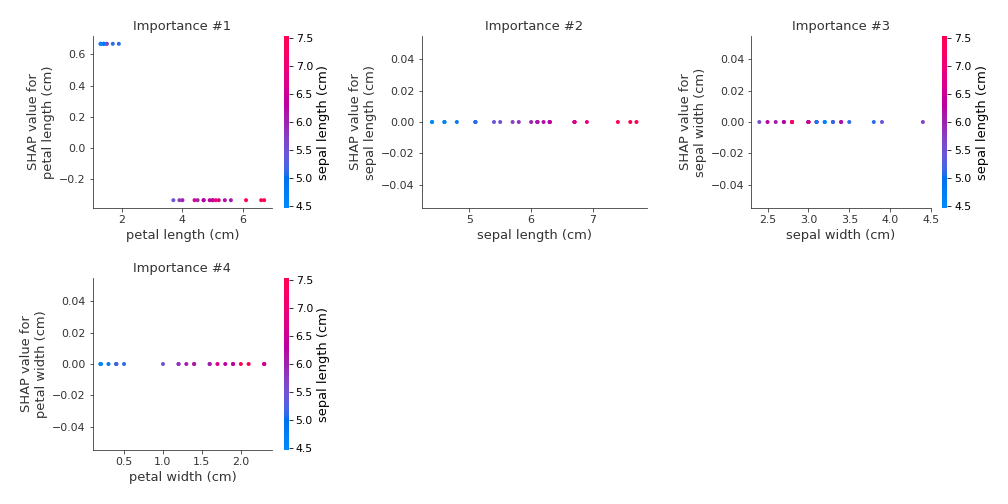 Importance #1
0.6
0.4
0.2
0.0
−0.2
SHAP value for
petal length (cm)
2
4
6
petal length (cm)
7.5
7.0
6.5
6.0
5.5
5.0
4.5
sepal length (cm)
Importance #2
0.04
0.02
0.00
−0.02
−0.04
SHAP value for
sepal length (cm)
5
6
7
sepal length (cm)
Importance #3
0.04
0.02
0.00
−0.02
−0.04
SHAP value for
sepal width (cm)
2.5
3.0
3.5
4.0
4.5
sepal width (cm)
7.5
7.0
6.5
6.0
5.5
5.0
4.5
sepal length (cm)
Importance #4
0.04
0.02
0.00
−0.02
−0.04
SHAP value for
petal width (cm)
0.5
1.0
1.5
2.0
petal width (cm)
7.5
7.0
6.5
6.0
5.5
5.0
4.5
sepal length (cm)